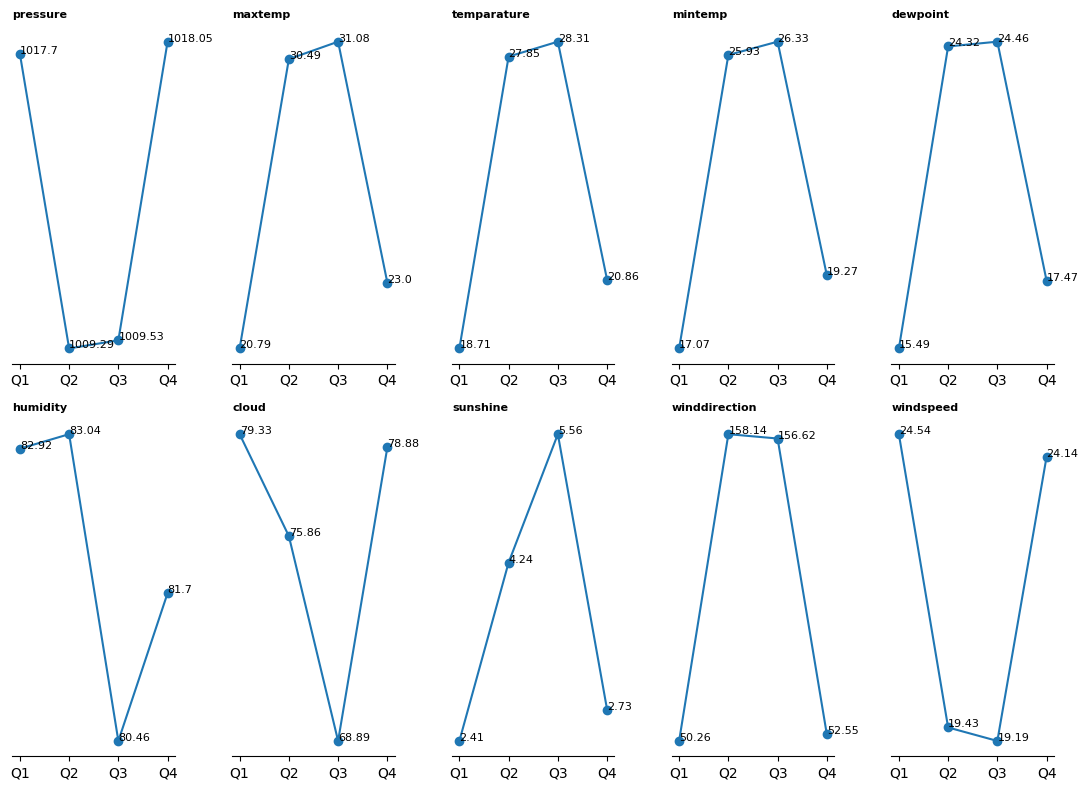 pressure
1017.7
1009.29
1009.53
1018.05
Q1 Q2 Q3 Q4
maxtemp
20.79
30.49
31.08
23.0
Q1 Q2 Q3 Q4
temparature
18.71
27.85
28.31
20.86
Q1 Q2 Q3 Q4
mintemp
17.07
25.93
26.33
19.27
Q1 Q2 Q3 Q4
dewpoint
15.49
24.32
24.46
17.47
Q1 Q2 Q3 Q4
humidity
82.92
83.04
80.46
81.7
Q1 Q2 Q3 Q4
cloud
79.33
75.86
68.89
78.88
Q1 Q2 Q3 Q4
sunshine
2.41
4.24
5.56
2.73
Q1 Q2 Q3 Q4
winddirection
50.26
158.14
156.62
52.55
Q1 Q2 Q3 Q4
windspeed
24.54
19.43
19.19
24.14
Q1 Q2 Q3 Q4